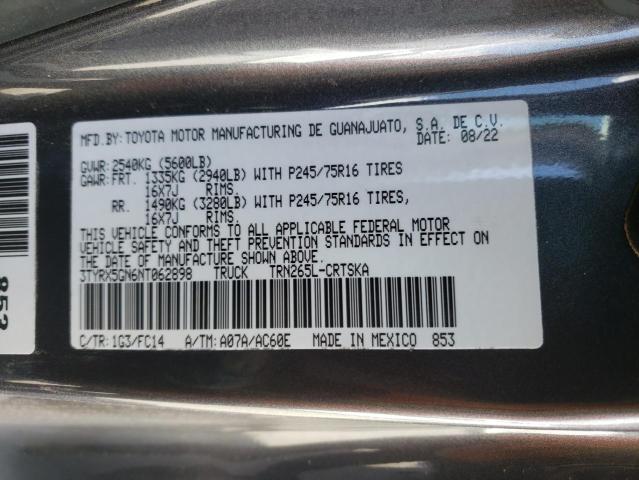 MFD.BY:TOYOTA MOTOR MANUFACTURING DE GUANAJUATO, S.A. DE C.V.
DATE: 08/22
GVWR:2540KG (5600LB)
GAWR:FRT. 1335KG (2940LB) WITH P245/75R16 TIRES
16X7J RIMS.
RR. 1490KG (3280LB) WITH P245/75R16 TIRES,
16X7J RIMS.
THIS VEHICLE CONFORMS TO ALL APPLICABLE FEDERAL MOTOR
VEHICLE SAFETY AND THEFT PREVENTION STANDARDS IN EFFECT ON
THE DATE OF MANUFACTURE SHOWN ABOVE.
3TYRX5GN6NT062898 TRUCK TRN265L-CRTSKA
C/TR:1G3/FC14 A/TM:A07A/AC60E MADE IN MEXICO 853
853